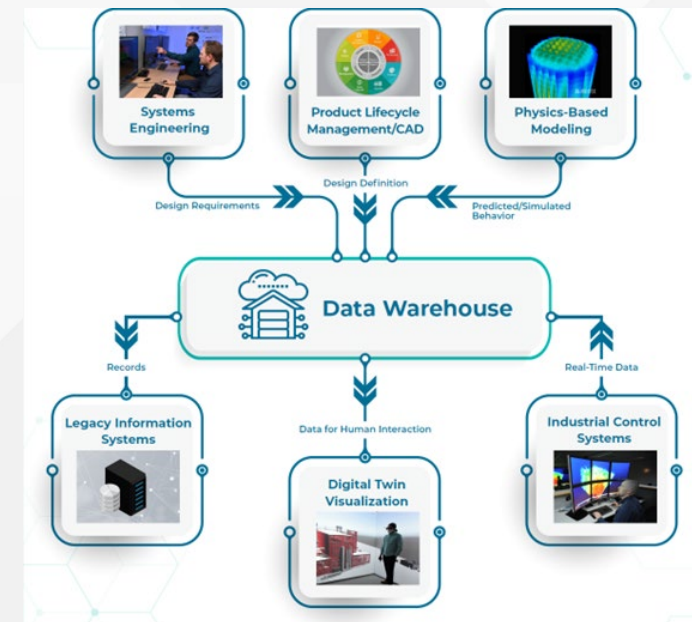 Systems
Engineering
Product Lifecycle
Management/CAD
Physics-Based
Modeling
Design Requirements
Design Definition
Predicted/Simulated
Behavior
Data Warehouse
Records
Real-Time Data
Data for Human Interaction
Legacy Information
Systems
Industrial Control
Systems
Digital Twin
Visualization